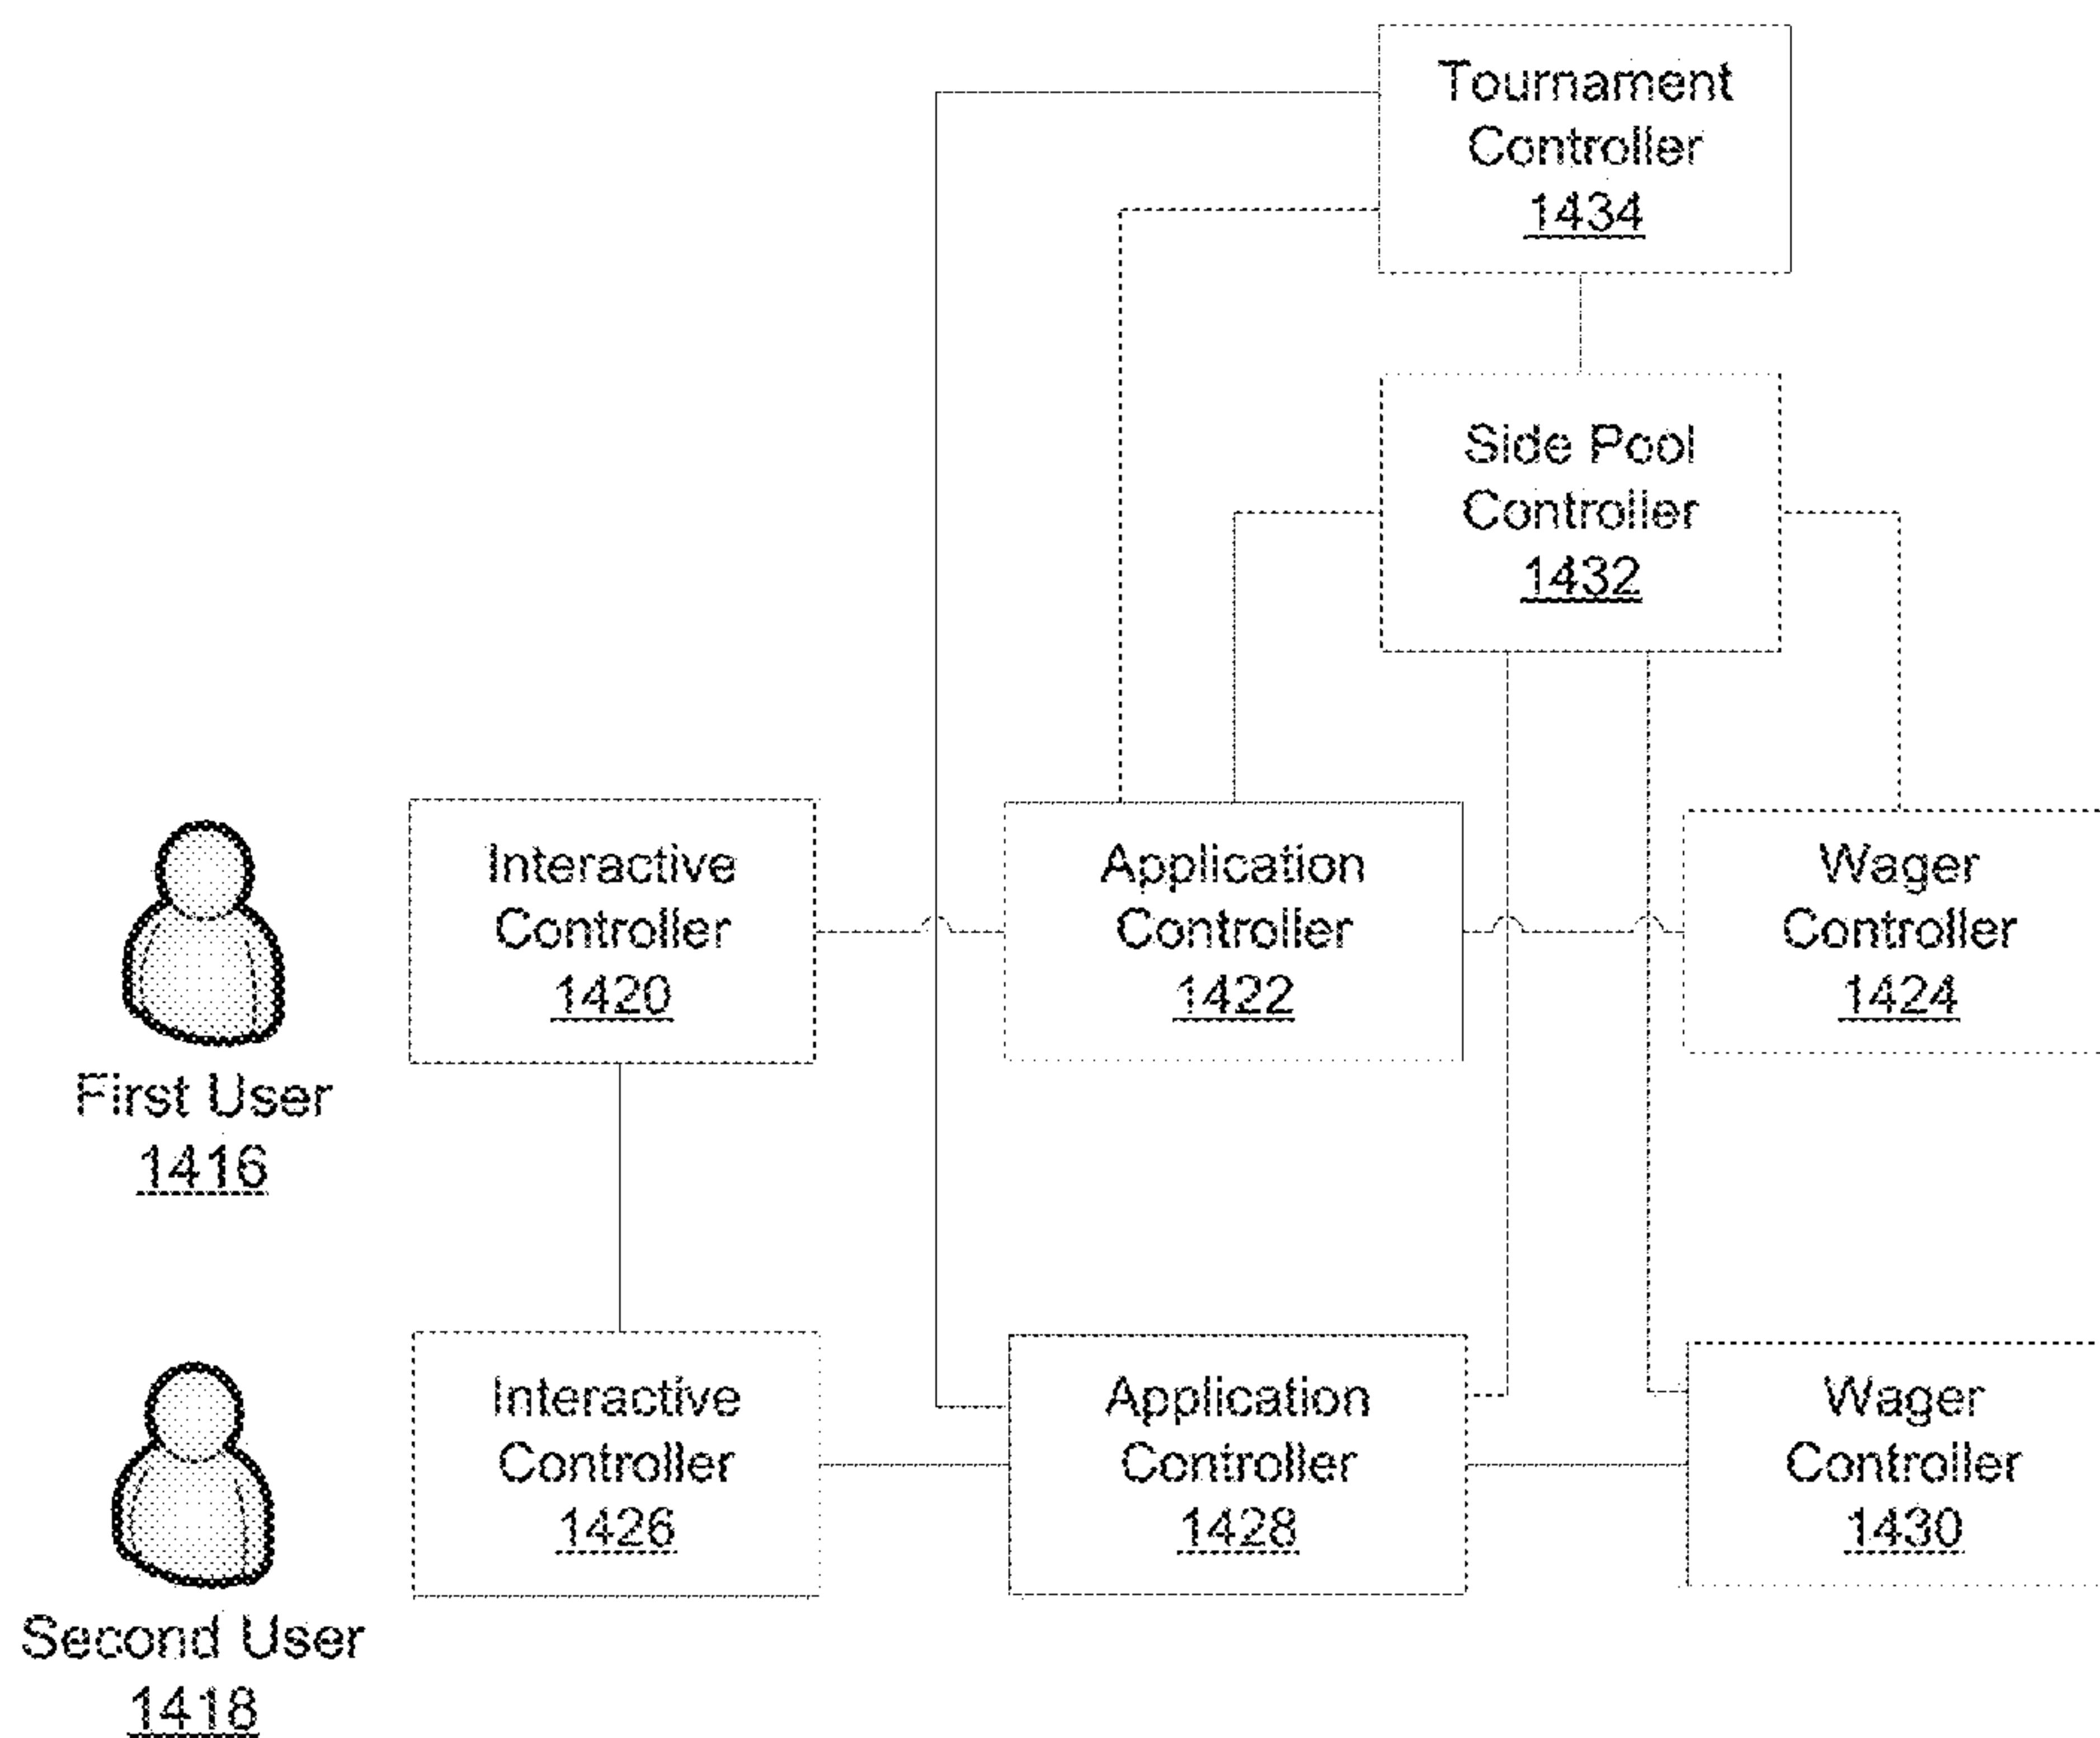 Tournament
Controller
1434
Side Pool
Controller
1432
Interactive
Controller
1420
Application
Controller
1422
Wager
Controller
1424
First User
1416
Interactive
Controller
1426
Application
Controller
1428
Wager
Controller
1430
Second User
1418